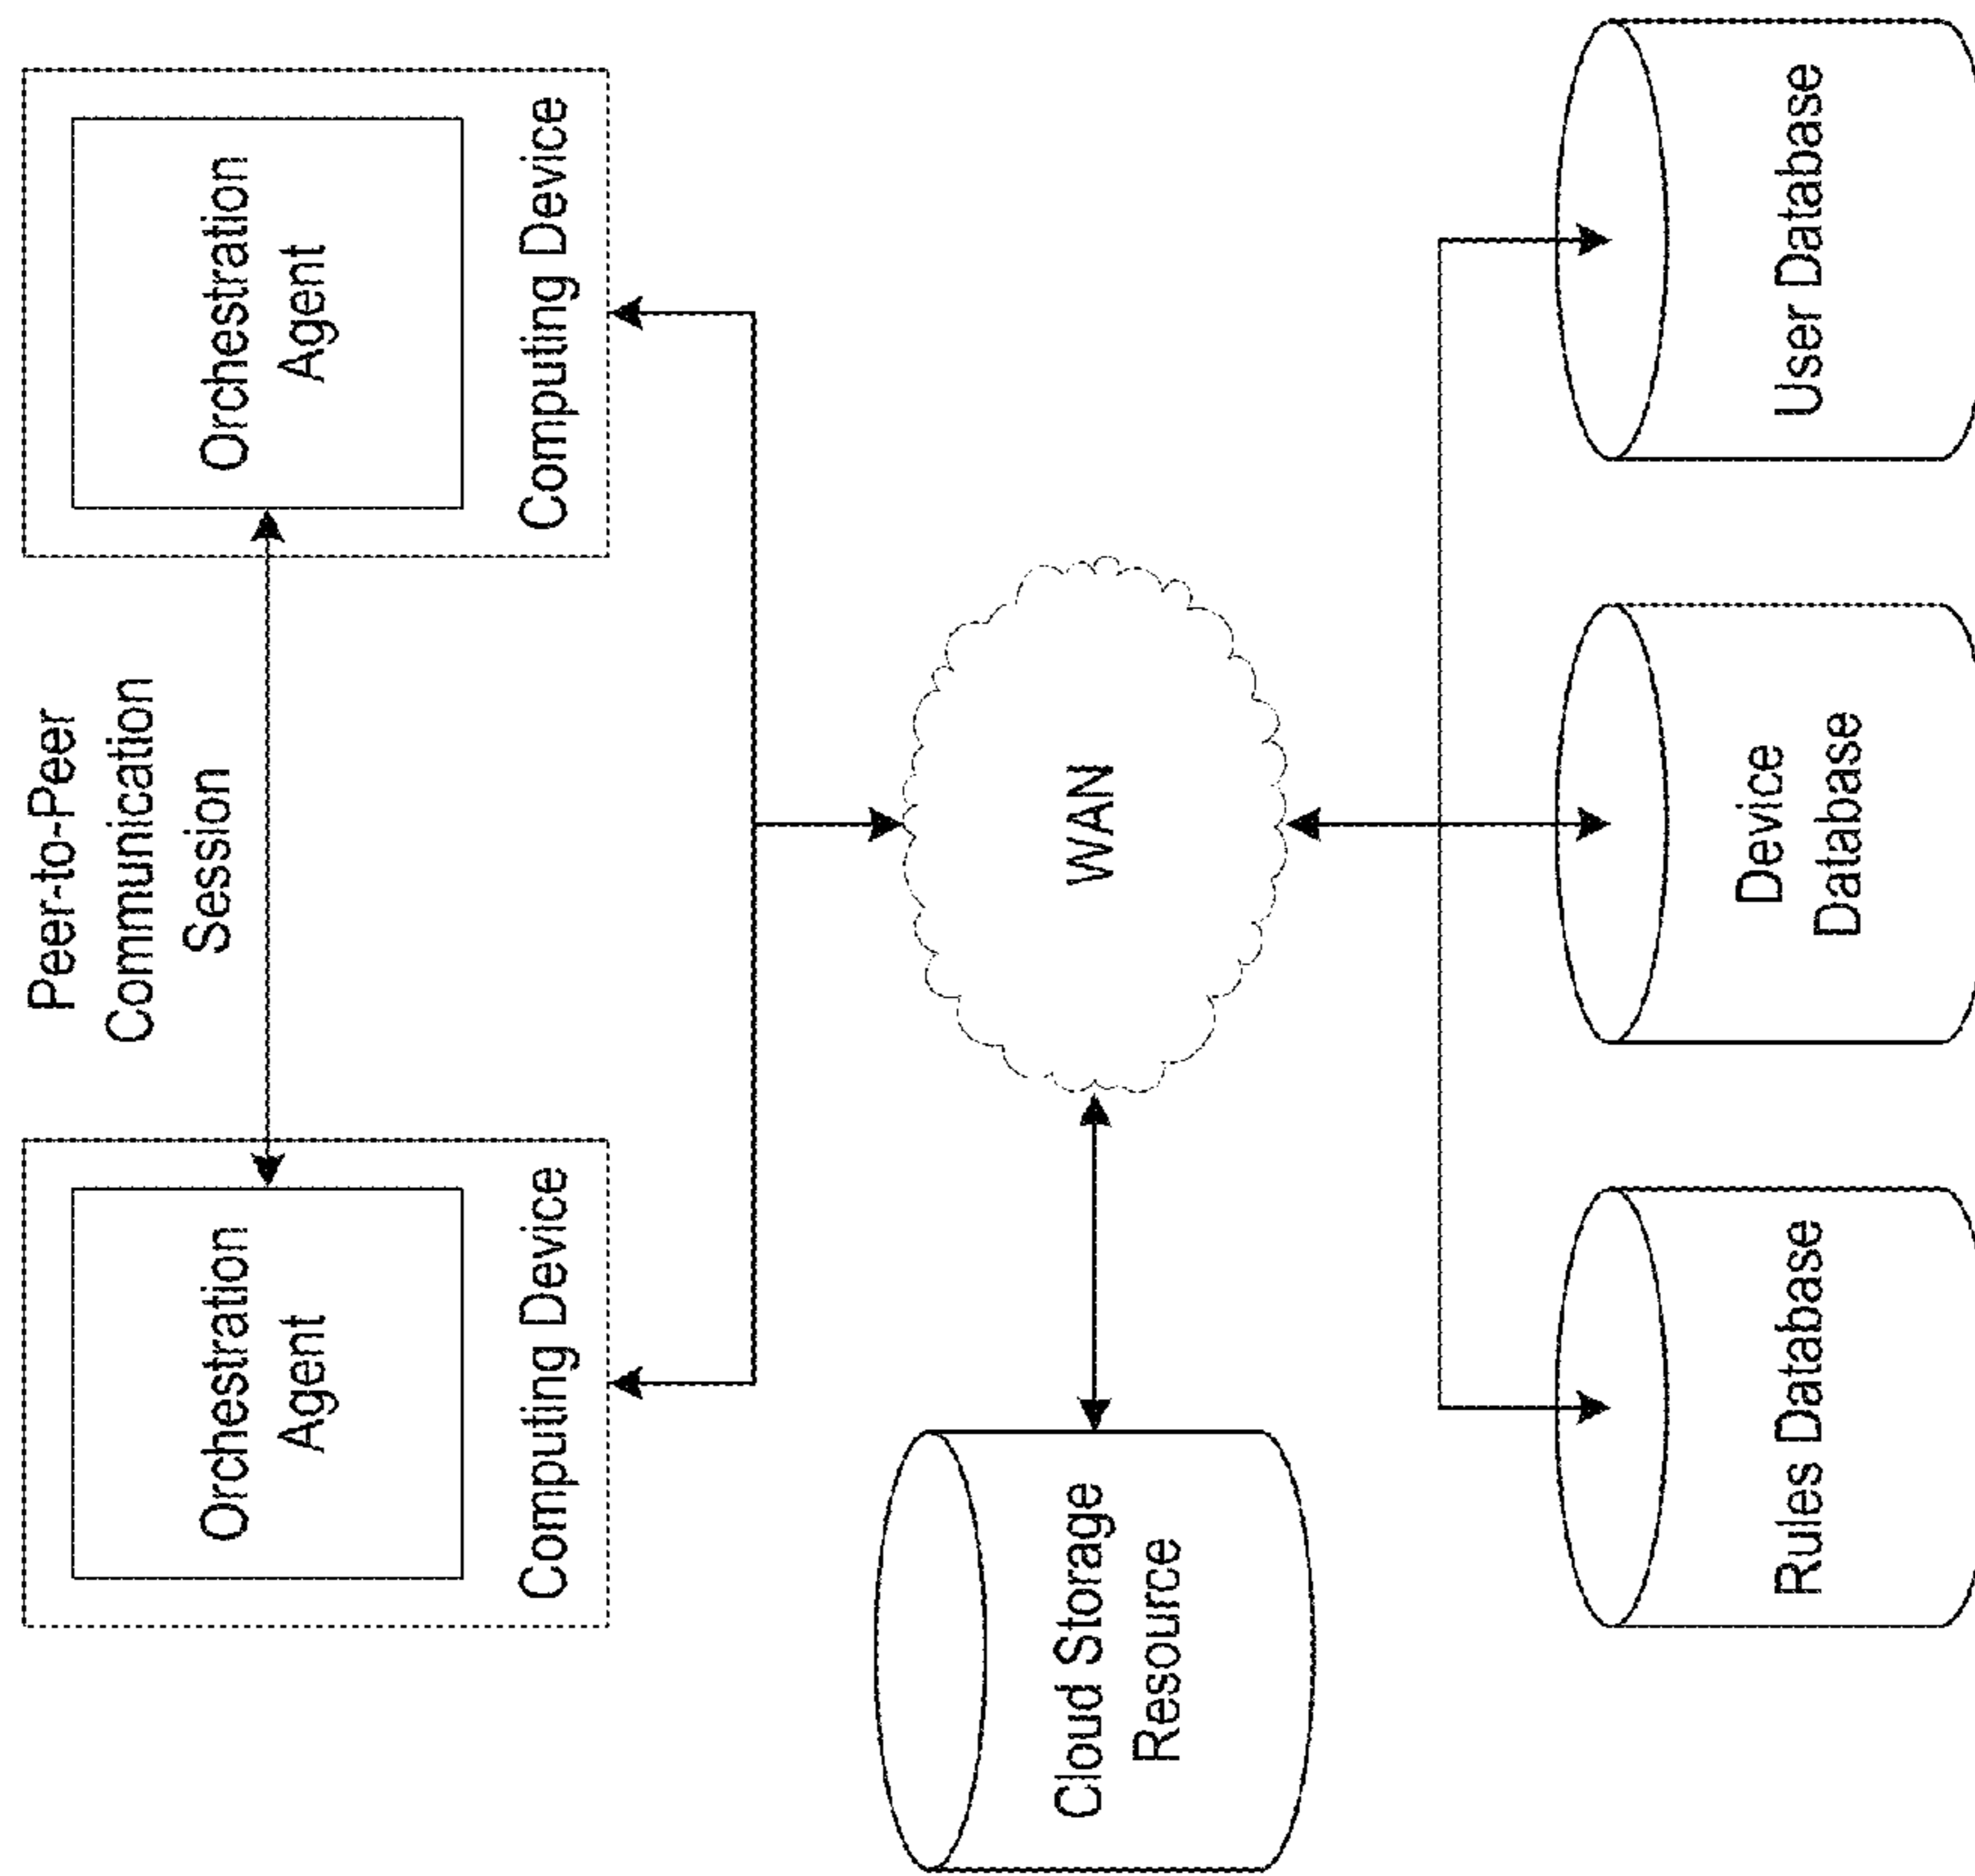 Orchestration
Agent
Computing Device
Peer-to-Peer
Communication
Session
Orchestration
Agent
Computing Device
Cloud Storage
Resource
WAN
Rules Database
Device
Database
User Database